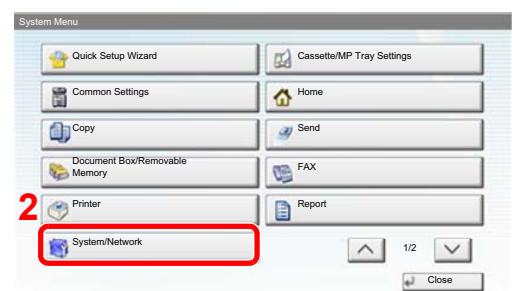 System Menu
Quick Setup Wizard
Cassette/MP Tray Settings
Common Settings
Home
Copy
Send
Document Box/Removable
Memory
FAX
2
Printer
Report
System/Network
1/2
Close